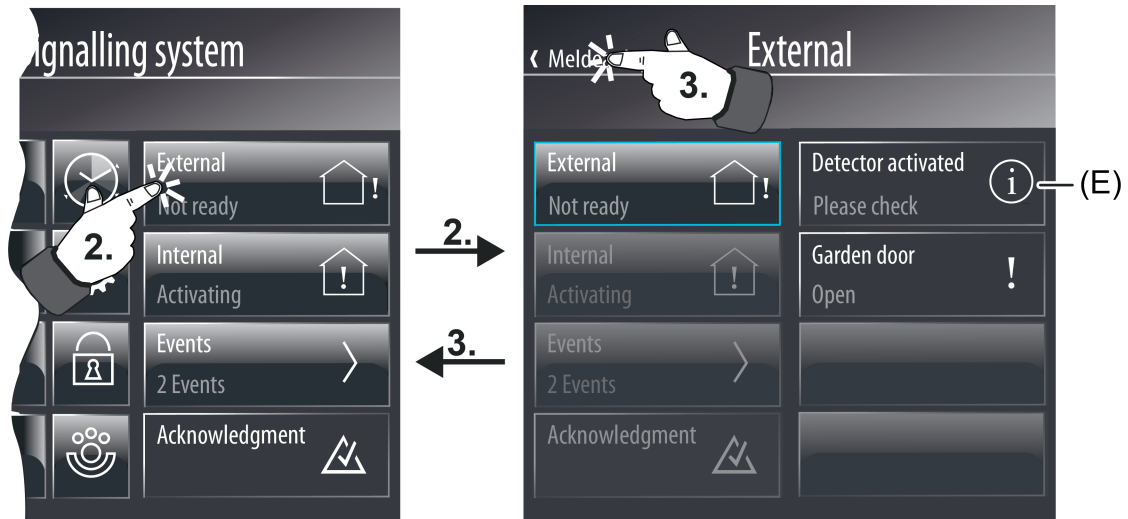 ignalling system
External
Not ready
Internal
Activating
Events
2 Events
Acknowledgment
2.
2.
3.
3.
External
External
Not ready
Internal
Activating
Events
2 Events
Acknowledgment
Detector activated
Please check
i
Garden door
Open
(E)